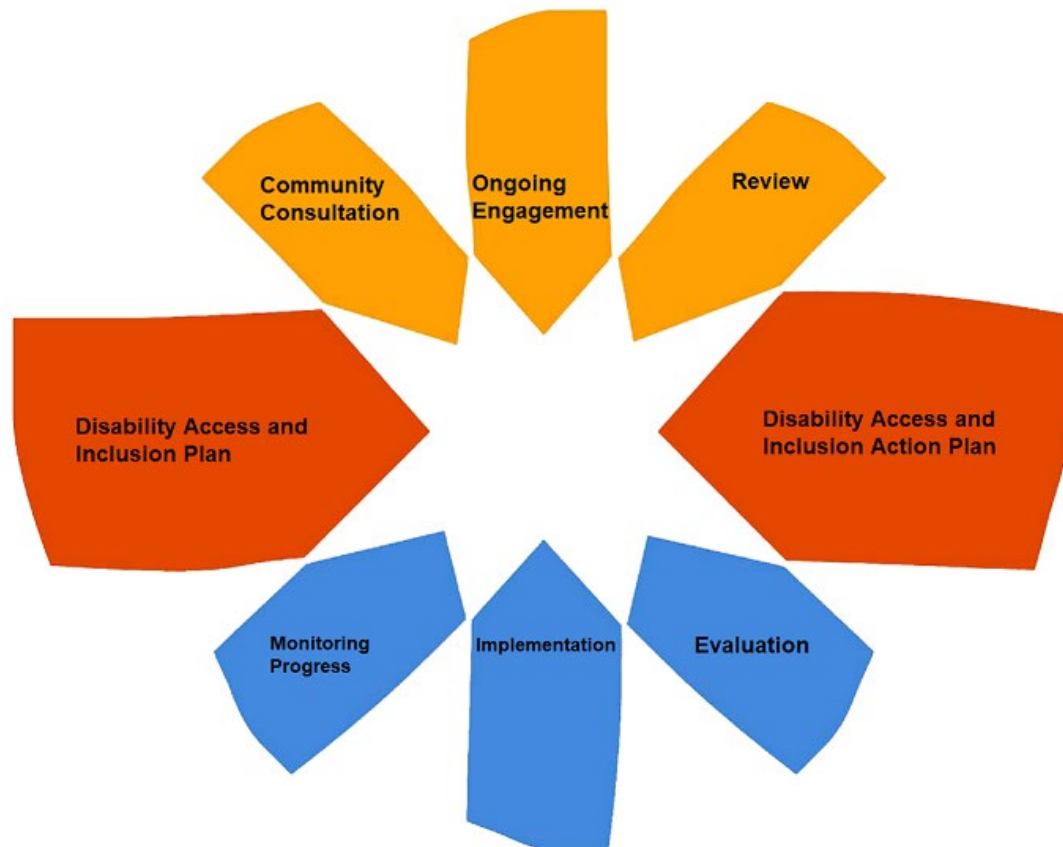 Community
Consultation
Ongoing
Engagement
Review
Disability Access and
Inclusion Plan
Disability Access and
Inclusion Action Plan
Monitoring
Progress
Implementation
Evaluation